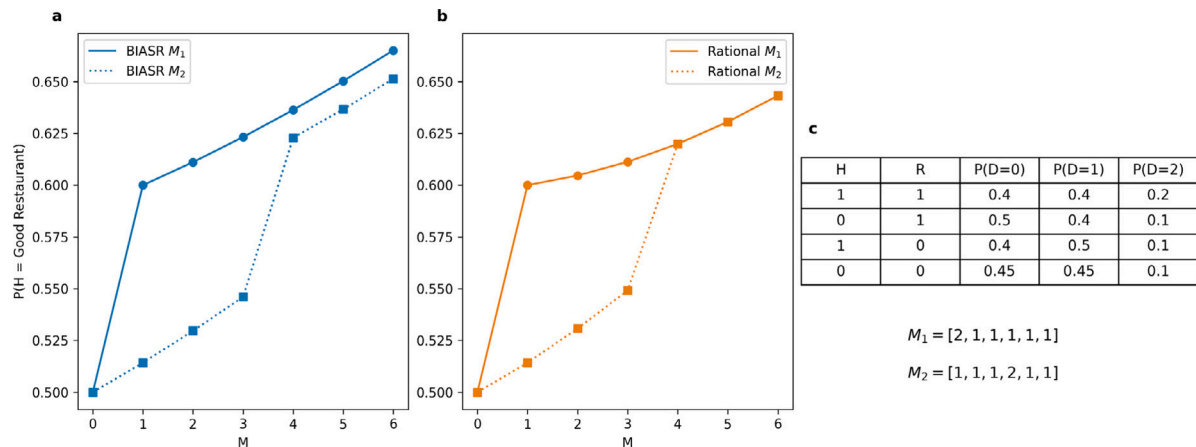 a
BIASR M₁
BIASR M₂
P(H = Good Restaurant)
0.650
0.625
0.600
0.575
0.550
0.525
0.500
0 1 2 3 4 5 6
M
b
Rational M₁
Rational M₂
0.650
0.625
0.600
0.575
0.550
0.525
0.500
0 1 2 3 4 5 6
M
c
H R P(D=0) P(D=1) P(D=2)
1 1 0.4 0.4 0.2
0 1 0.5 0.4 0.1
1 0 0.4 0.5 0.1
0 0 0.45 0.45 0.1
M₁ = [2, 1, 1, 1, 1, 1]
M₂ = [1, 1, 1, 2, 1, 1]